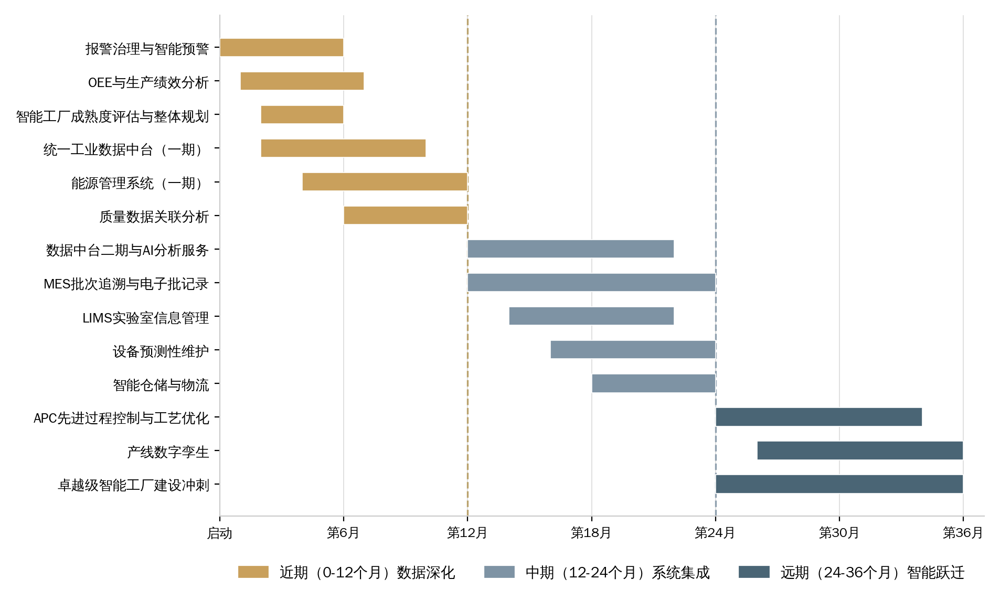 报警治理与智能预警
OEE与生产绩效分析
智能工厂成熟度评估与整体规划
统一工业数据中台（一期）
能源管理系统（一期）
质量数据关联分析
数据中台二期与AI分析服务
MES批次追溯与电子批记录
LIMS实验室信息管理
设备预测性维护
智能仓储与物流
APC先进过程控制与工艺优化
产线数字孪生
卓越级智能工厂建设冲刺
启动 第6月 第12月 第18月 第24月 第30月 第36月
近期（0-12个月）数据深化 中期（12-24个月）系统集成 远期（24-36个月）智能跃迁